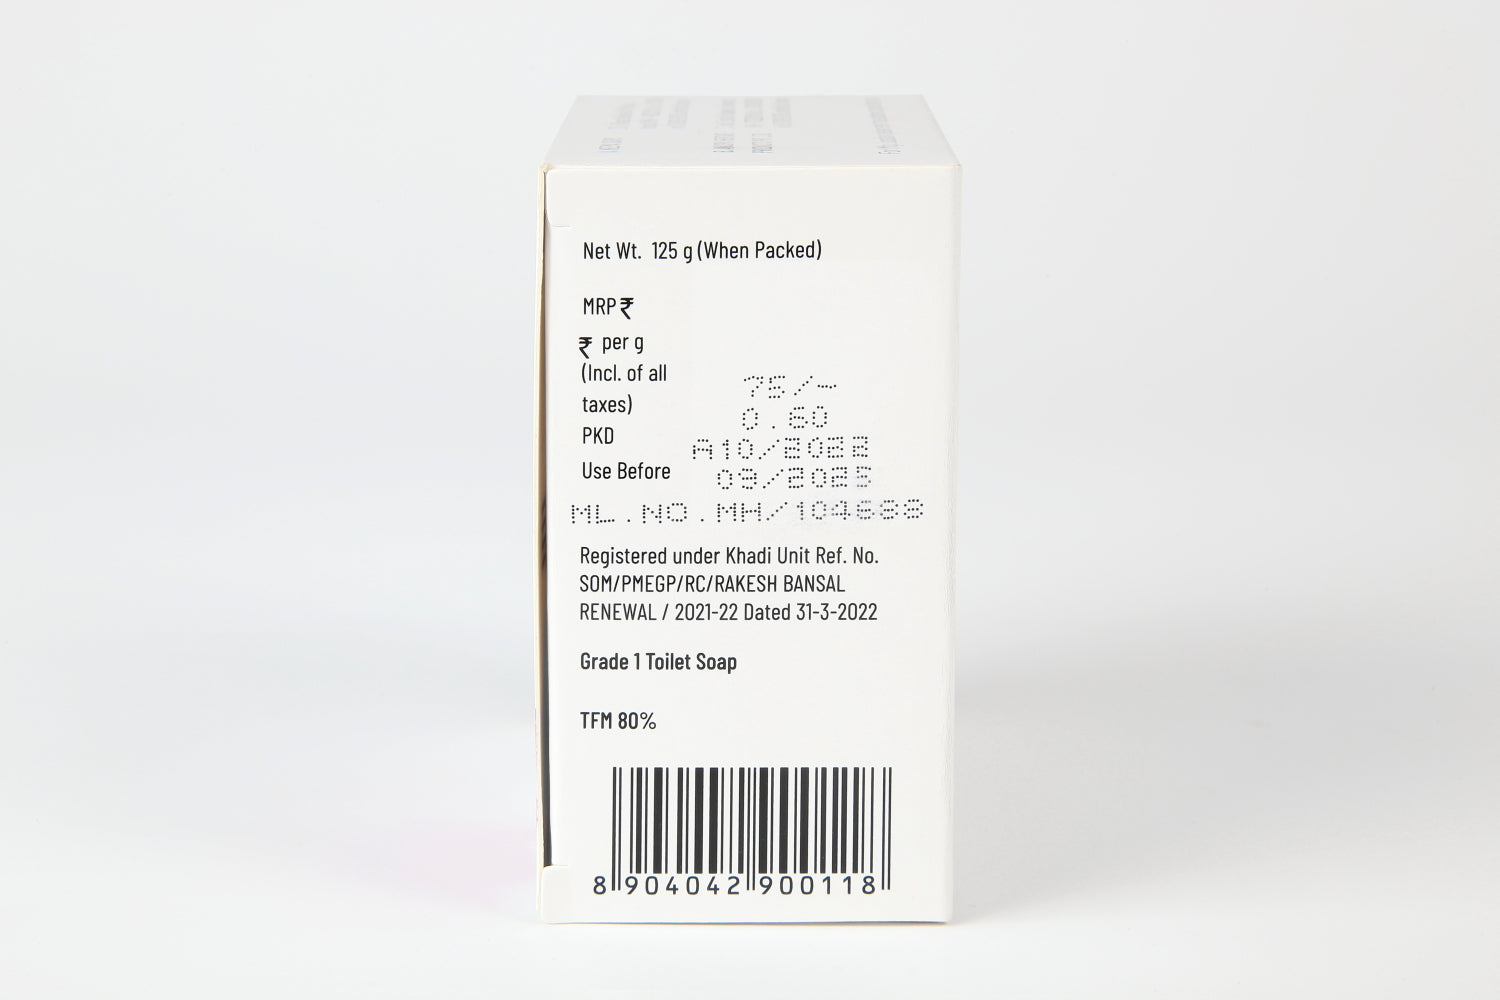 Net Wt. 125 g (When Packed)
MRP ₹
₹ per g
(Incl. of all
taxes)
75/-
0.60
PKD A10/2022
Use Before 09/2025
ML.NO.MH/104688
Registered under Khadi Unit Ref. No.
SOM/PMEGP/RC/RAKESH BANSAL
RENEWAL / 2021-22 Dated 31-3-2022
Grade 1 Toilet Soap
TFM 80%
8 904042 900118